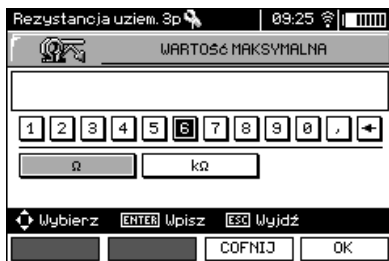 Rezystancja uziem. 3p 09:25
WARTOŚĆ MAKSYMALNA
1 2 3 4 5 6 7 8 9 0 , ←
Ω kΩ
Wybierz ENTER Wpisz ESC Wyjdź
COFNIJ OK